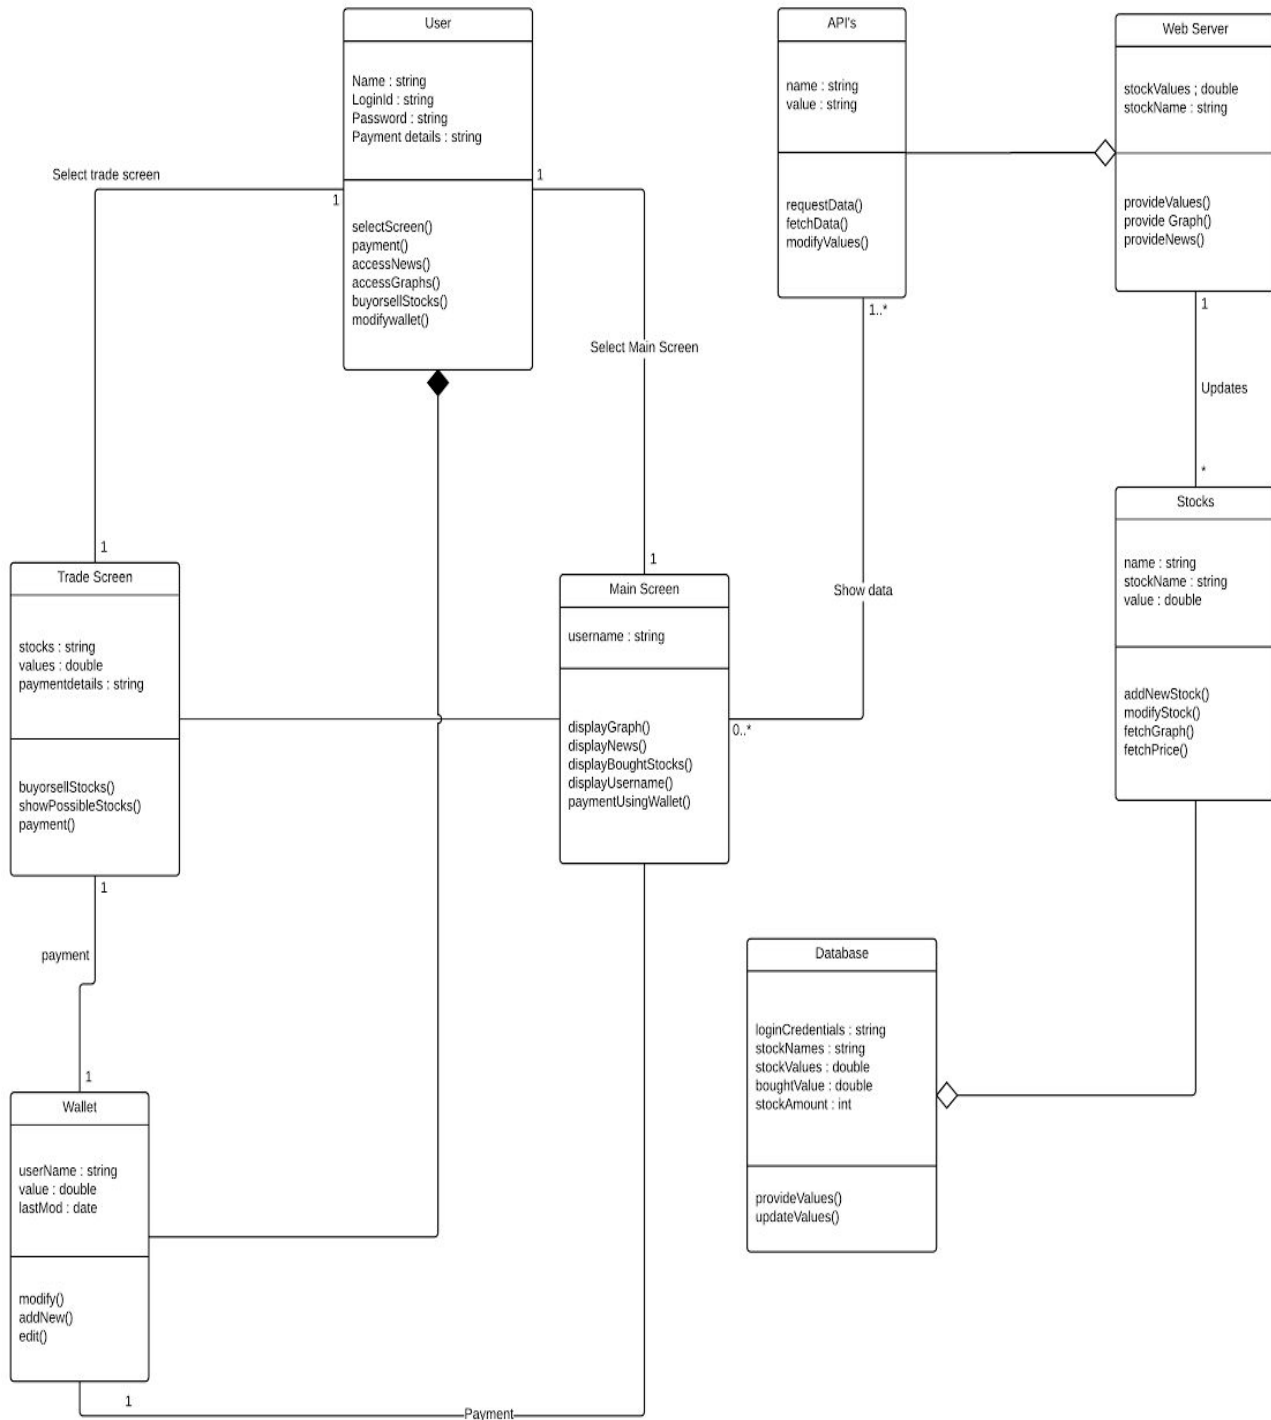 User
Name : string
LoginId : string
Password : string
Payment details : string
selectScreen()
payment()
accessNews()
accessGraphs()
buyorsellStocks()
modifywallet()
API's
name : string
value : string
requestData()
fetchData()
modifyValues()
Web Server
stockValues ; double
stockName : string
provideValues()
provide Graph()
provideNews()
Select trade screen
1
1
1
Select Main Screen
1
1..*
Show data
0..*
1
Updates
*
Trade Screen
stocks : string
values : double
paymentdetails : string
buyorsellStocks()
showPossibleStocks()
payment()
Main Screen
username : string
displayGraph()
displayNews()
displayBoughtStocks()
displayUsername()
paymentUsingWallet()
Stocks
name : string
stockName : string
value : double
addNewStock()
modifyStock()
fetchGraph()
fetchPrice()
1
payment
1
Wallet
userName : string
value : double
lastMod : date
modify()
addNew()
edit()
1
Payment
Database
loginCredentials : string
stockNames : string
stockValues : double
boughtValue : double
stockAmount : int
provideValues()
updateValues()